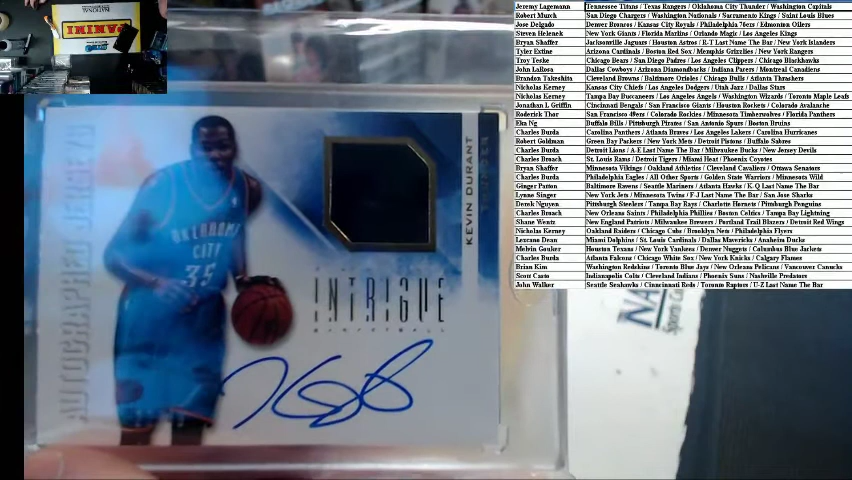 PANINI
AUTOGRAPHED JERSEY
OKLAHOMA
CITY
35
KEVIN DURANT
INTRIGUE
BASKETBALL
Jeremy Lagemann Tennessee Titans / Texas Rangers / Oklahoma City Thunder / Washington Capitals
Robert Murch San Diego Chargers / Washington Nationals / Sacramento Kings / Saint Louis Blues
Jose Delgado Denver Broncos / Kansas City Royals / Philadelphia 76ers / Edmonton Oilers
Steven Helenek New York Giants / Florida Marlins / Orlando Magic / Los Angeles Kings
Bryan Shaffer Jacksonville Jaguars / Houston Astros / R-T Last Name The Bar / New York Islanders
Tyler Extine Arizona Cardinals / Boston Red Sox / Memphis Grizzlies / New York Rangers
Troy Teske Chicago Bears / San Diego Padres / Los Angeles Clippers / Chicago Blackhawks
John LaRosa Dallas Cowboys / Arizona Diamondbacks / Indiana Pacers / Montreal Canadiens
Brandon Takeshita Cleveland Browns / Baltimore Orioles / Chicago Bulls / Atlanta Thrashers
Nicholas Kerney Kansas City Chiefs / Los Angeles Dodgers / Utah Jazz / Dallas Stars
Nicholas Kerney Tampa Bay Buccaneers / Los Angeles Angels / Washington Wizards / Toronto Maple Leafs
Jonathan L Griffin Cincinnati Bengals / San Francisco Giants / Houston Rockets / Colorado Avalanche
Roderick Thor San Francisco 49ers / Colorado Rockies / Minnesota Timberwolves / Florida Panthers
Eka Ng Buffalo Bills / Pittsburgh Pirates / San Antonio Spurs / Boston Bruins
Charles Burda Carolina Panthers / Atlanta Braves / Los Angeles Lakers / Carolina Hurricanes
Robert Goldman Green Bay Packers / New York Mets / Detroit Pistons / Buffalo Sabres
Charles Burda Detroit Lions / A-E Last Name The Bar / Milwaukee Bucks / New Jersey Devils
Charles Broach St. Louis Rams / Detroit Tigers / Miami Heat / Phoenix Coyotes
Bryan Shaffer Minnesota Vikings / Oakland Athletics / Cleveland Cavaliers / Ottawa Senators
Charles Burda Philadelphia Eagles / All Other Sports / Golden State Warriors / Minnesota Wild
Ginger Patton Baltimore Ravens / Seattle Mariners / Atlanta Hawks / K-Q Last Name The Bar
Lynne Singer New York Jets / Minnesota Twins / F-J Last Name The Bar / San Jose Sharks
Derek Nguyen Pittsburgh Steelers / Tampa Bay Rays / Charlotte Hornets / Pittsburgh Penguins
Charles Broach New Orleans Saints / Philadelphia Phillies / Boston Celtics / Tampa Bay Lightning
Shane Wentz New England Patriots / Milwaukee Brewers / Portland Trail Blazers / Detroit Red Wings
Nicholas Kerney Oakland Raiders / Chicago Cubs / Brooklyn Nets / Philadelphia Flyers
Leacane Dean Miami Dolphins / St. Louis Cardinals / Dallas Mavericks / Anaheim Ducks
Melvin Gouker Houston Texans / New York Yankees / Denver Nuggets / Columbus Blue Jackets
Charles Burda Atlanta Falcons / Chicago White Sox / New York Knicks / Calgary Flames
Brian Kim Washington Redskins / Toronto Blue Jays / New Orleans Pelicans / Vancouver Canucks
Scott Casto Indianapolis Colts / Cleveland Indians / Phoenix Suns / Nashville Predators
John Walker Seattle Seahawks / Cincinnati Reds / Toronto Raptors / U-Z Last Name The Bar